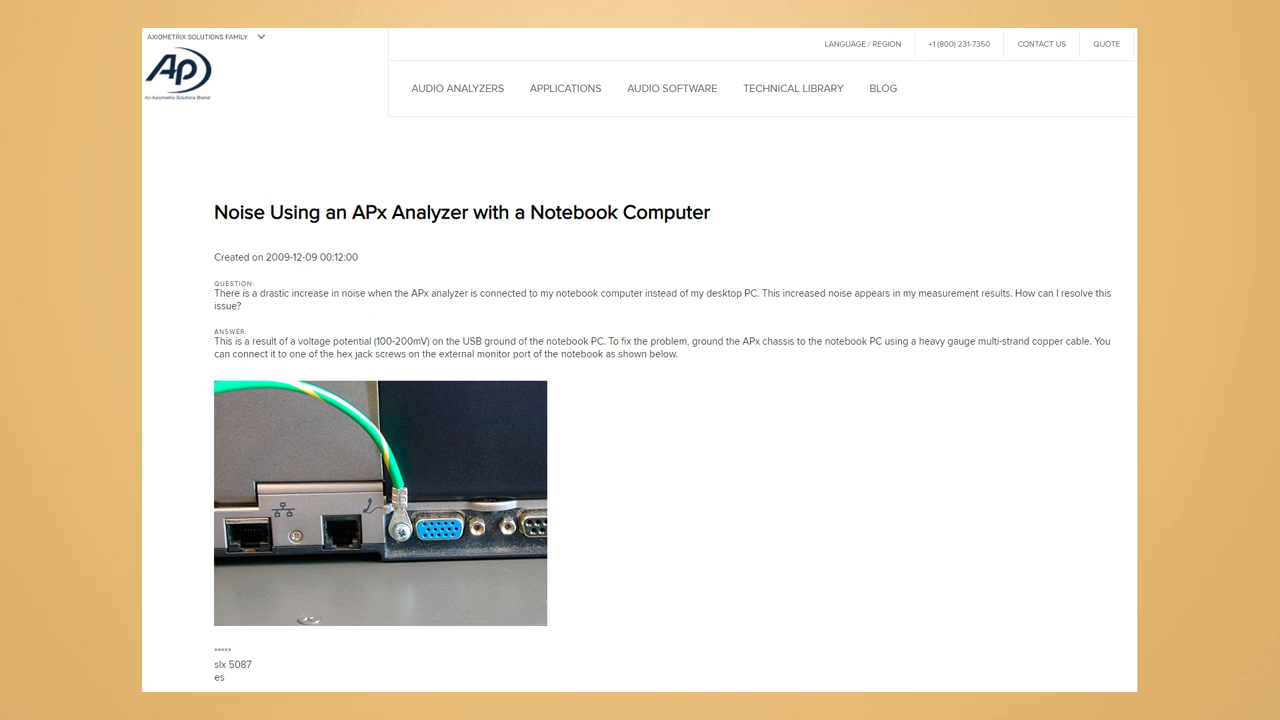 AXIOMETRIX SOLUTIONS FAMILY
LANGUAGE / REGION
+1 (800) 231-7350
CONTACT US
QUOTE
Ap
An Axiometrix Solutions Brand
AUDIO ANALYZERS
APPLICATIONS
AUDIO SOFTWARE
TECHNICAL LIBRARY
BLOG
Noise Using an APx Analyzer with a Notebook Computer
Created on 2009-12-09 00:12:00
QUESTION:
There is a drastic increase in noise when the APx analyzer is connected to my notebook computer instead of my desktop PC. This increased noise appears in my measurement results. How can I resolve this
issue?
ANSWER:
This is a result of a voltage potential (100-200mV) on the USB ground of the notebook PC. To fix the problem, ground the APx chassis to the notebook PC using a heavy gauge multi-strand copper cable. You
can connect it to one of the hex jack screws on the external monitor port of the notebook as shown below.
*****
slx 5087
es